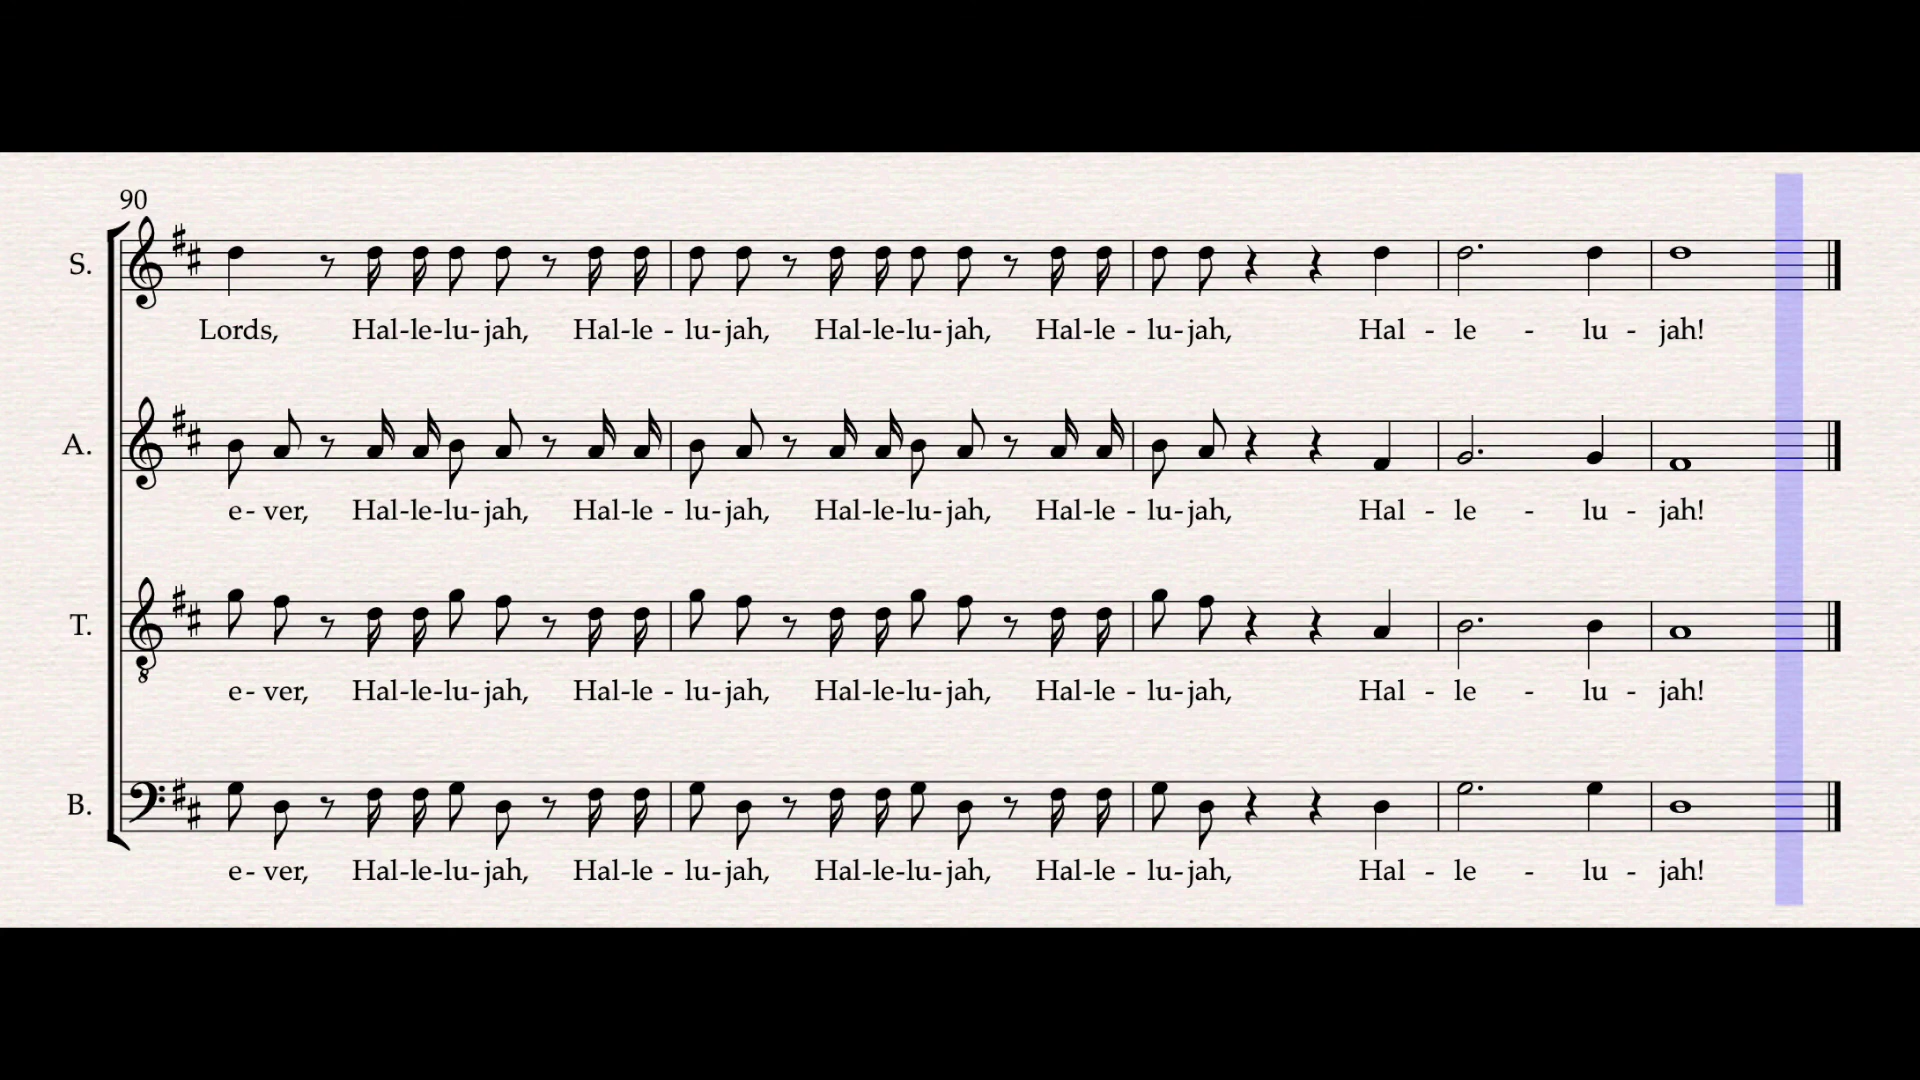 90
S.
Lords, Hal-le-lu-jah, Hal-le - lu-jah, Hal-le-lu-jah, Hal-le - lu-jah, Hal - le - lu - jah!
A.
e- ver, Hal-le-lu-jah, Hal-le - lu-jah, Hal-le-lu-jah, Hal-le - lu-jah, Hal - le - lu - jah!
T.
8
e- ver, Hal-le-lu-jah, Hal-le - lu-jah, Hal-le-lu-jah, Hal-le - lu-jah, Hal - le - lu - jah!
B.
e- ver, Hal-le-lu-jah, Hal-le - lu-jah, Hal-le-lu-jah, Hal-le - lu-jah, Hal - le - lu - jah!